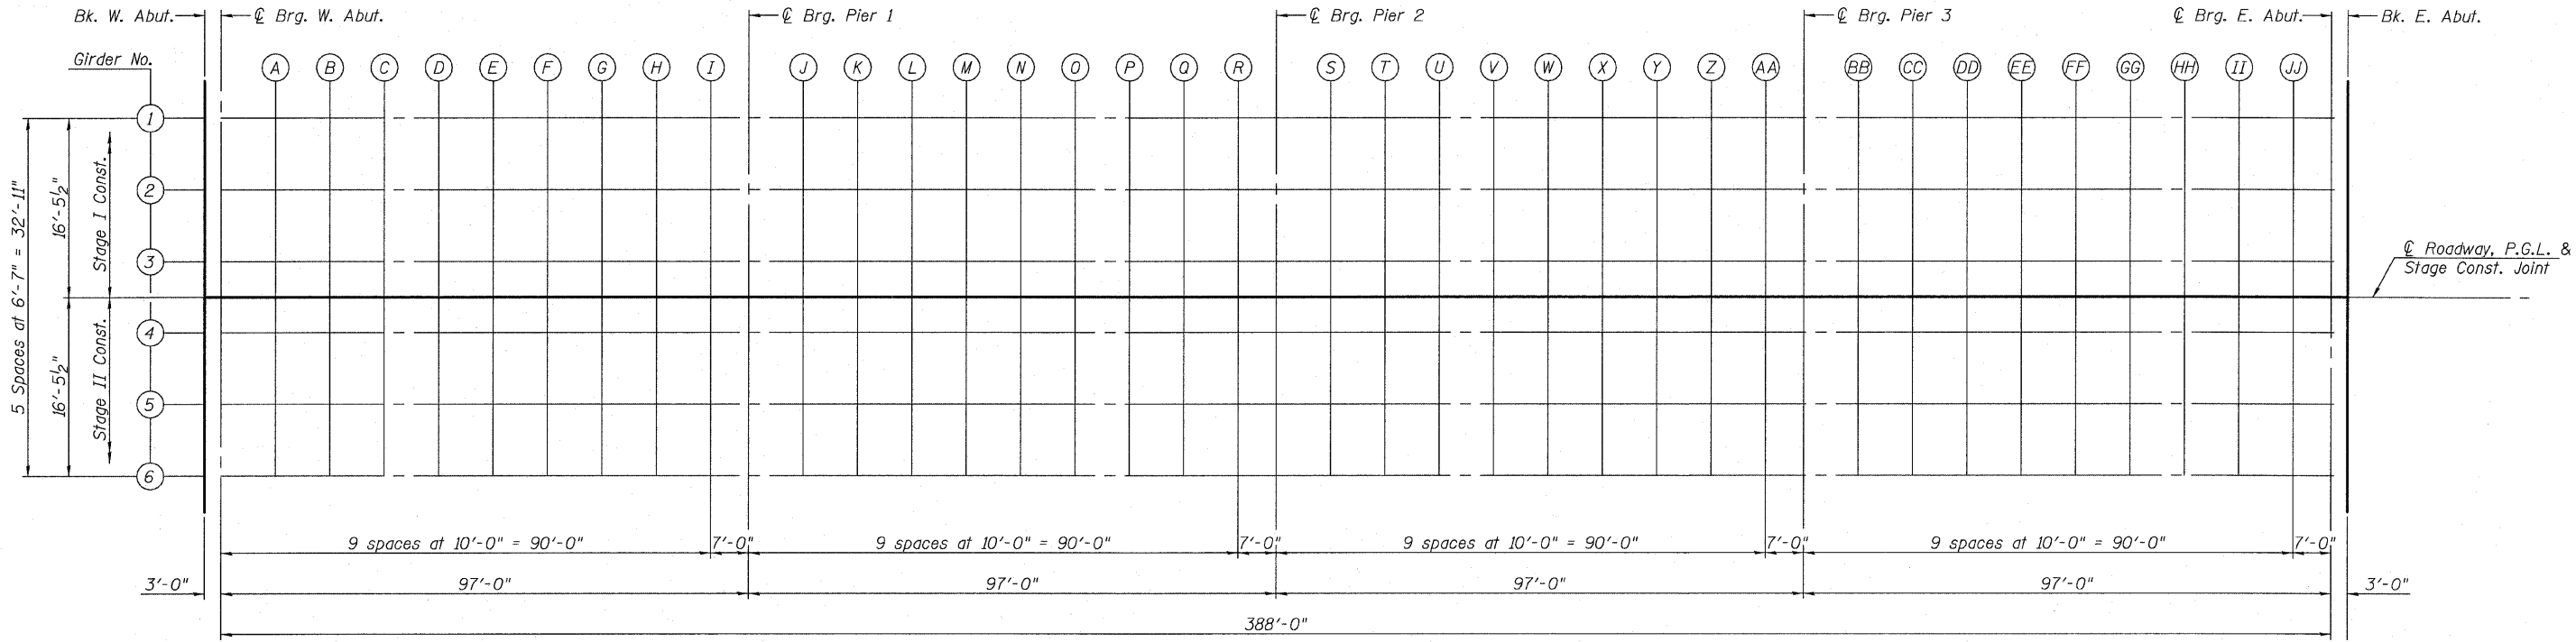 Bk. W. Abut.
℄ Brg. W. Abut.
℄ Brg. Pier 1
℄ Brg. Pier 2
℄ Brg. Pier 3
℄ Brg. E. Abut.
Bk. E. Abut.
Girder No.
A B C D E F G H I J K L M N O P Q R S T U V W X Y Z AA BB CC DD EE FF GG HH II JJ
1
2
3
4
5
6
5 Spaces at 6'-7" = 32'-11"
16'-5½"
Stage I Const.
16'-5½"
Stage II Const.
℄ Roadway, P.G.L. &
Stage Const. Joint
9 spaces at 10'-0" = 90'-0"
7'-0"
9 spaces at 10'-0" = 90'-0"
7'-0"
9 spaces at 10'-0" = 90'-0"
7'-0"
9 spaces at 10'-0" = 90'-0"
7'-0"
3'-0"
97'-0"
97'-0"
97'-0"
97'-0"
3'-0"
388'-0"